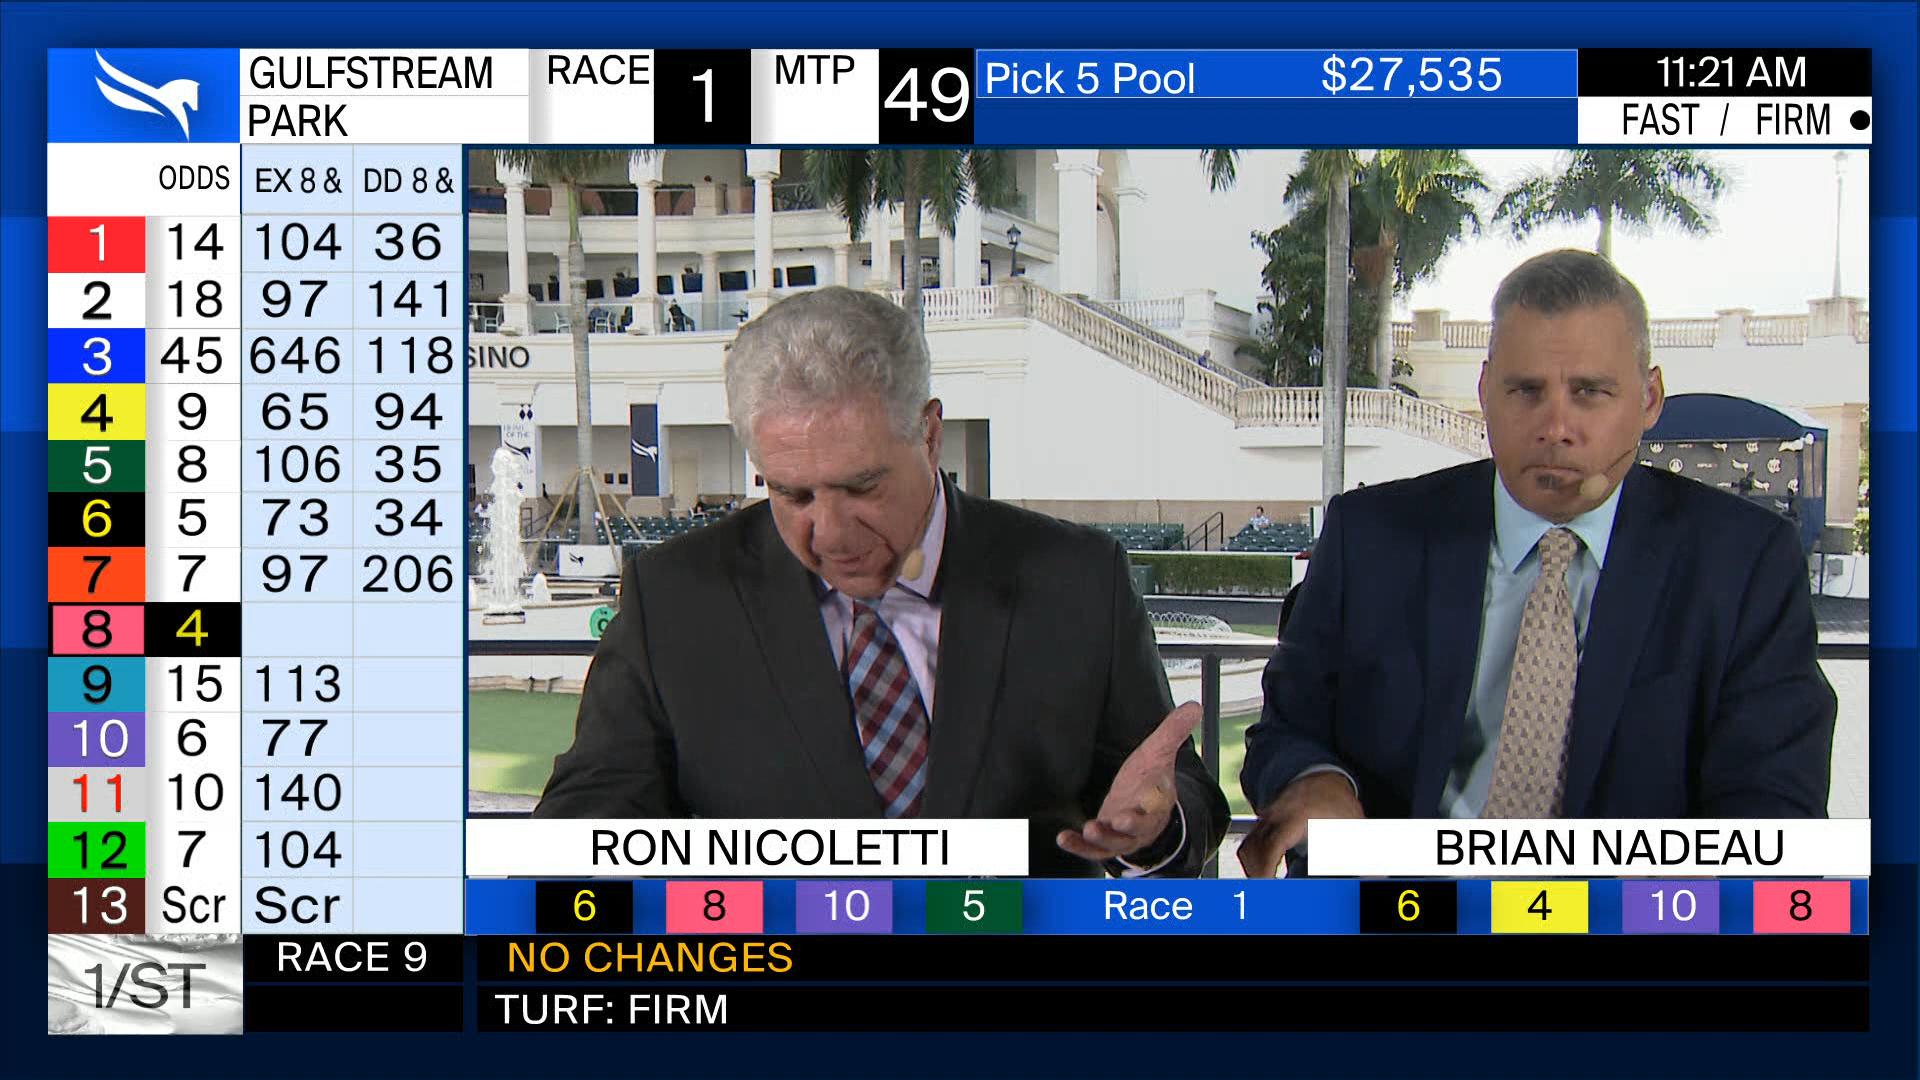 GULFSTREAM PARK
RACE 1
MTP 49
Pick 5 Pool $27,535
11:21 AM
FAST / FIRM
ODDS EX 8 & DD 8 &
1 14 104 36
2 18 97 141
3 45 646 118
4 9 65 94
5 8 106 35
6 5 73 34
7 7 97 206
8 4
9 15 113
10 6 77
11 10 140
12 7 104
13 Scr Scr
SINO
RON NICOLETTI
BRIAN NADEAU
6 8 10 5 Race 1 6 4 10 8
1/ST
RACE 9
NO CHANGES
TURF: FIRM